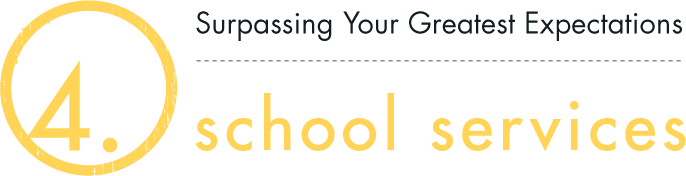 Surpassing Your Greatest Expectations
4.
school services